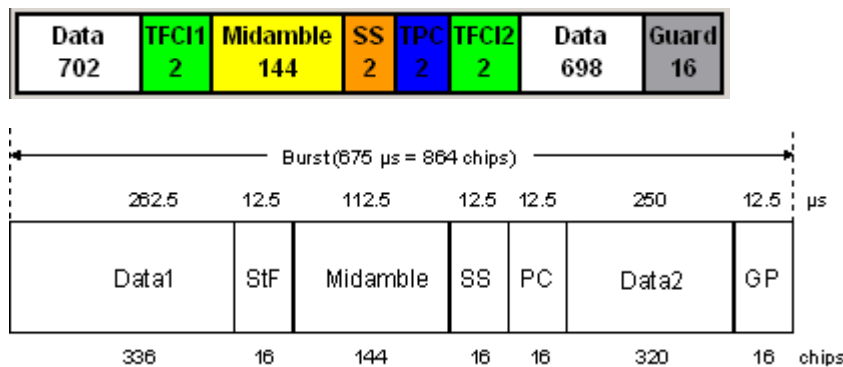 Data TFCI1 Midamble SS TPC TFCI2 Data Guard
702 2 144 2 2 2 698 16
Burst(675 µs = 864 chips)
262.5 12.5 112.5 12.5 12.5 250 12.5 µs
Data1 StF Midamble SS PC Data2 GP
336 16 144 16 16 320 16 chips